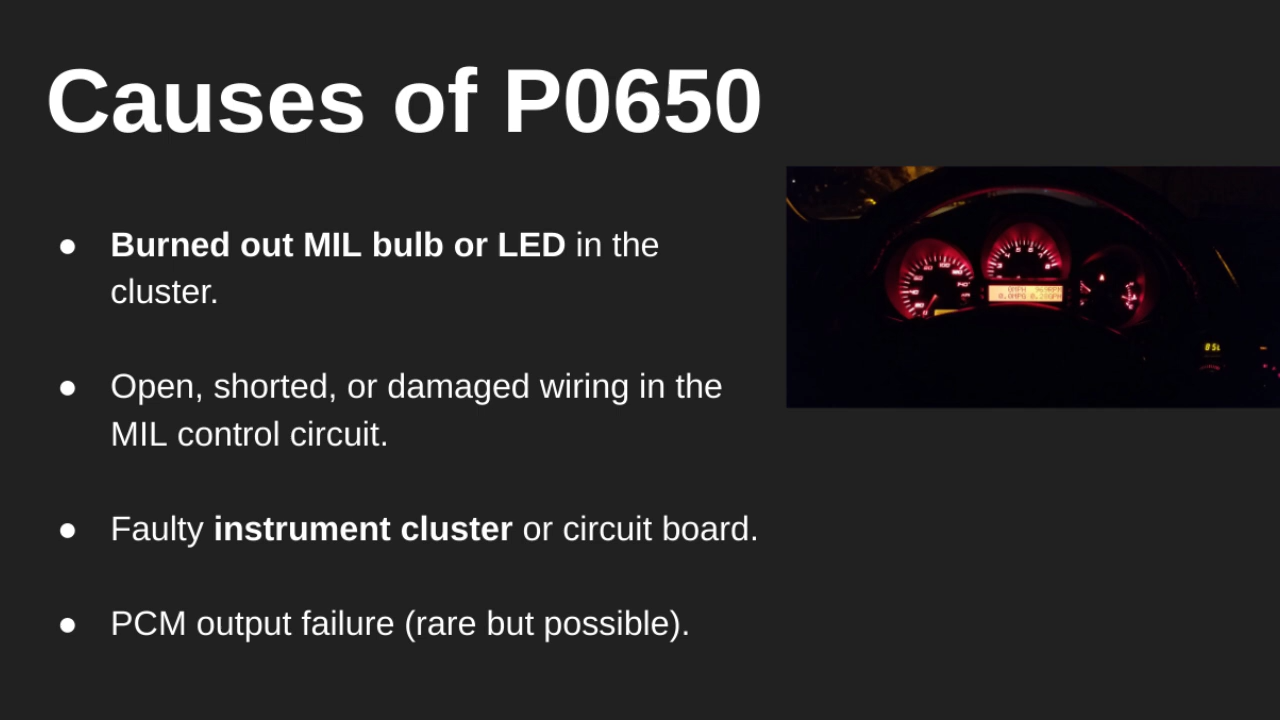 Causes of P0650
● Burned out MIL bulb or LED in the
cluster.
● Open, shorted, or damaged wiring in the
MIL control circuit.
● Faulty instrument cluster or circuit board.
● PCM output failure (rare but possible).